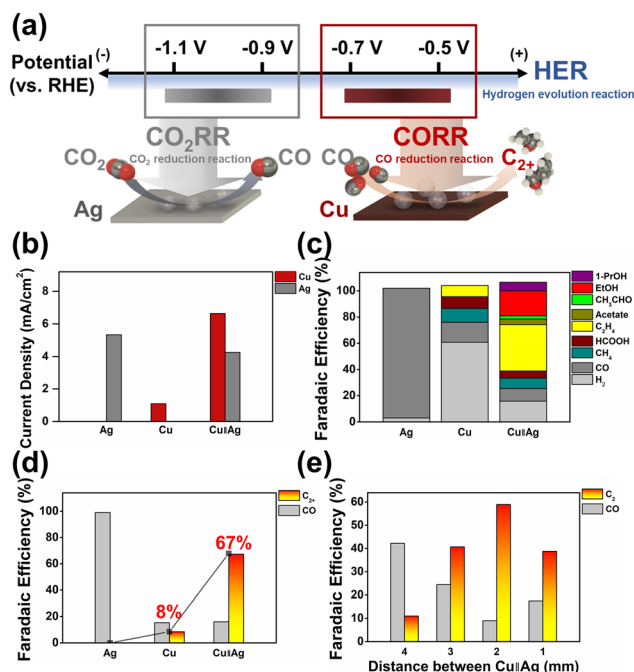 (a)
(-)
-1.1 V
-0.9 V
-0.7 V
-0.5 V
(+)
Potential
(vs. RHE)
HER
Hydrogen evolution reaction
CO₂RR
CO₂ reduction reaction
CO₂
CO
Ag
CORR
CO reduction reaction
CO
C₂₊
Cu
(b)
Current Density (mA/cm²)
8
6
4
2
0
Ag
Cu
Cu||Ag
Cu
Ag
(c)
Faradaic Efficiency (%)
100
80
60
40
20
0
Ag
Cu
Cu||Ag
1-PrOH
EtOH
CH₃CHO
Acetate
C₂H₄
HCOOH
CH₄
CO
H₂
(d)
Faradaic Efficiency (%)
100
80
60
40
20
0
8%
67%
Ag
Cu
Cu||Ag
C₂₊
CO
(e)
Faradaic Efficiency (%)
60
50
40
30
20
10
0
4
3
2
1
Distance between Cu||Ag (mm)
C₂
CO